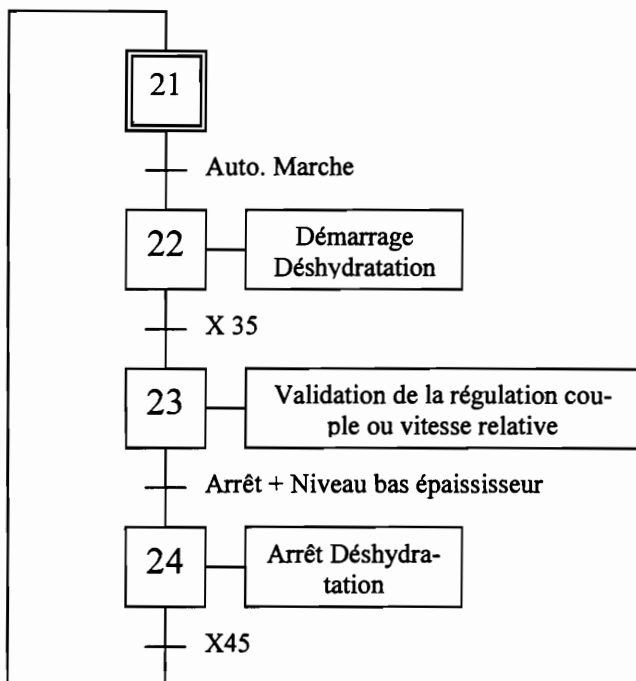 21
Auto. Marche
22
Démarrage
Déshydratation
X 35
23
Validation de la régulation cou-
ple ou vitesse relative
Arrêt + Niveau bas épaississeur
24
Arrêt Déshydra-
tation
X45